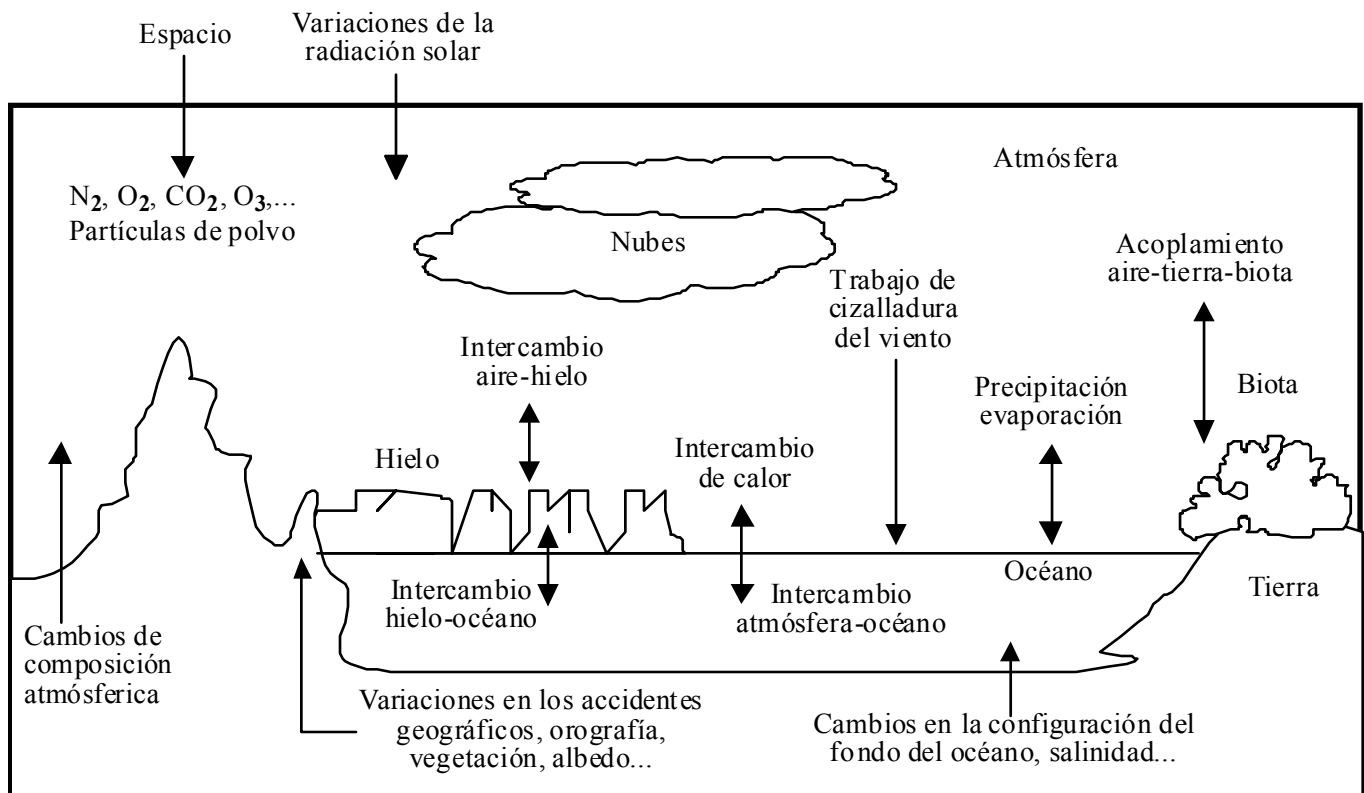 Espacio
Variaciones de la
radiación solar
N2, O2, CO2, O3,...
Partículas de polvo
Nubes
Atmósfera
Acoplamiento
aire-tierra-biota
Trabajo de
cizalladura
del viento
Intercambio
aire-hielo
Precipitación
evaporación
Biota
Hielo
Intercambio
de calor
Océano
Tierra
Intercambio
hielo-océano
Intercambio
atmósfera-océano
Cambios de
composición
atmósferica
Variaciones en los accidentes
geográficos, orografía,
vegetación, albedo...
Cambios en la configuración del
fondo del océano, salinidad...